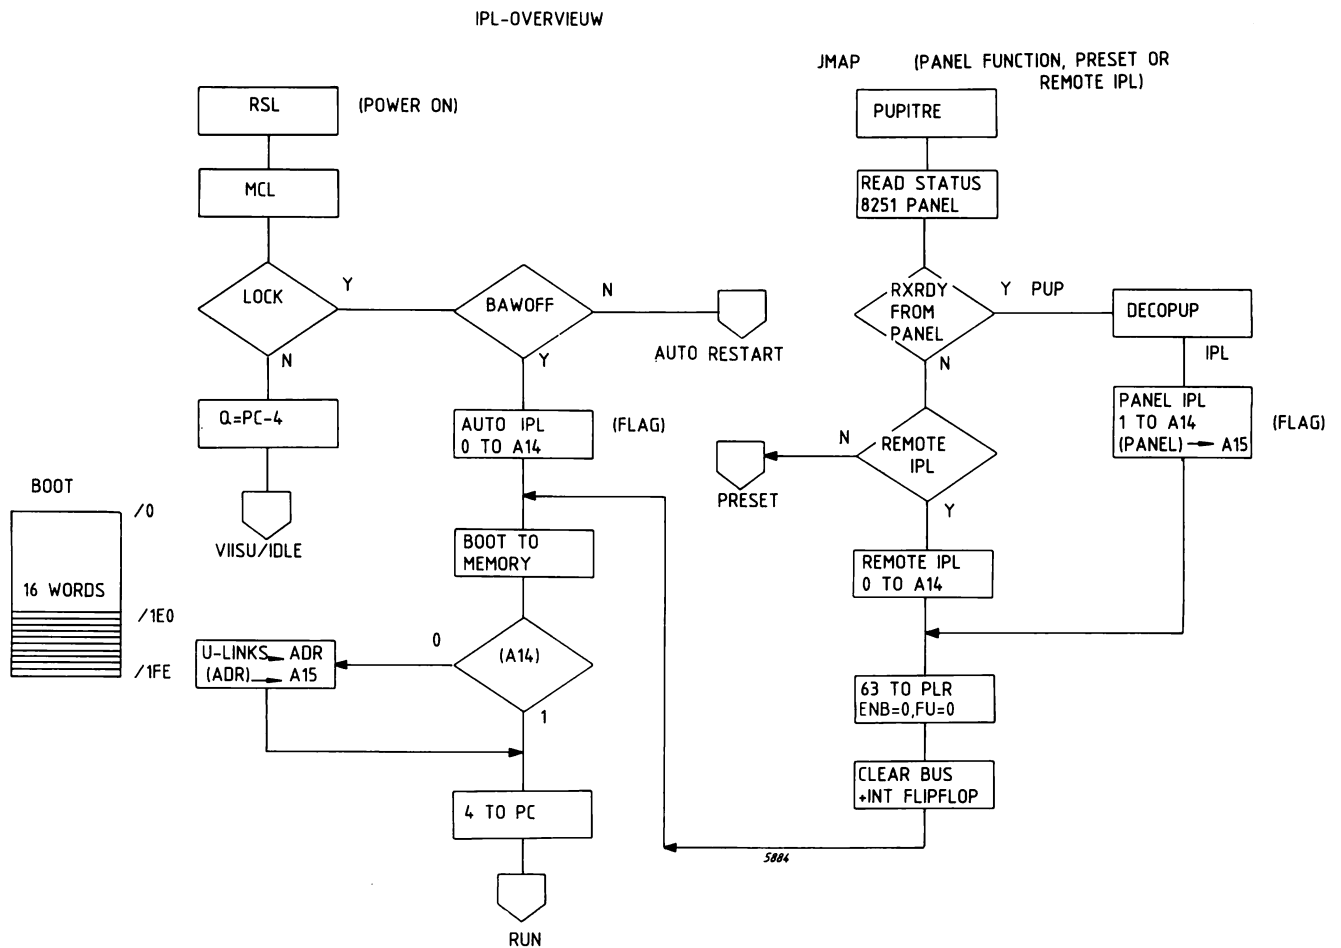 IPL-OVERVIEUW
RSL
(POWER ON)
MCL
LOCK
Y
N
Q=PC-4
VIISU/IDLE
BAWOFF
N
AUTO RESTART
Y
AUTO IPL
0 TO A14
(FLAG)
BOOT TO
MEMORY
(A14)
0
1
U-LINKS → ADR
(ADR) → A15
4 TO PC
RUN
BOOT
/0
16 WORDS
/1E0
/1FE
JMAP (PANEL FUNCTION, PRESET OR
REMOTE IPL)
PUPITRE
READ STATUS
8251 PANEL
RXRDY
FROM
PANEL
Y PUP
DECOPUP
IPL
PANEL IPL
1 TO A14
(PANEL) → A15
(FLAG)
N
REMOTE
IPL
N
PRESET
Y
REMOTE IPL
0 TO A14
63 TO PLR
ENB=0,FU=0
CLEAR BUS
+INT FLIPFLOP
5884